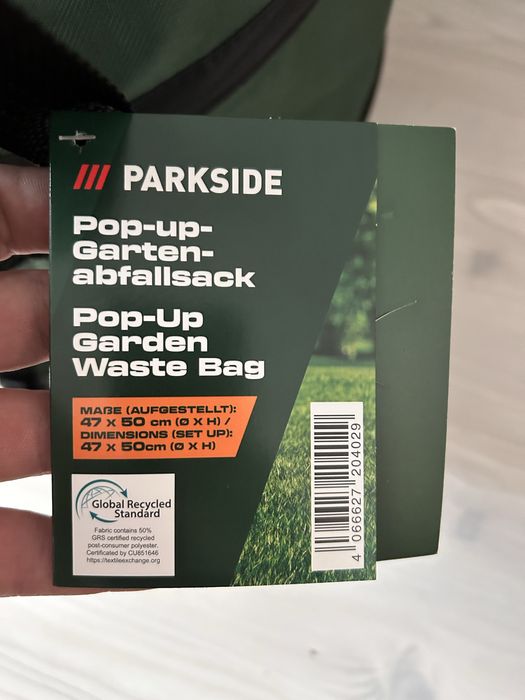 PARKSIDE
Pop-up-
Garten-
abfallsack
Pop-Up
Garden
Waste Bag
MAßE (AUFGESTELLT):
47 x 50 cm (Ø X H) /
DIMENSIONS (SET UP):
47 x 50cm (Ø X H)
Global Recycled
Standard
Fabric contains 50%
GRS certified recycled
post-consumer polyester.
Certificated by CU851646
https://textileexchange.org
4 066627 204029